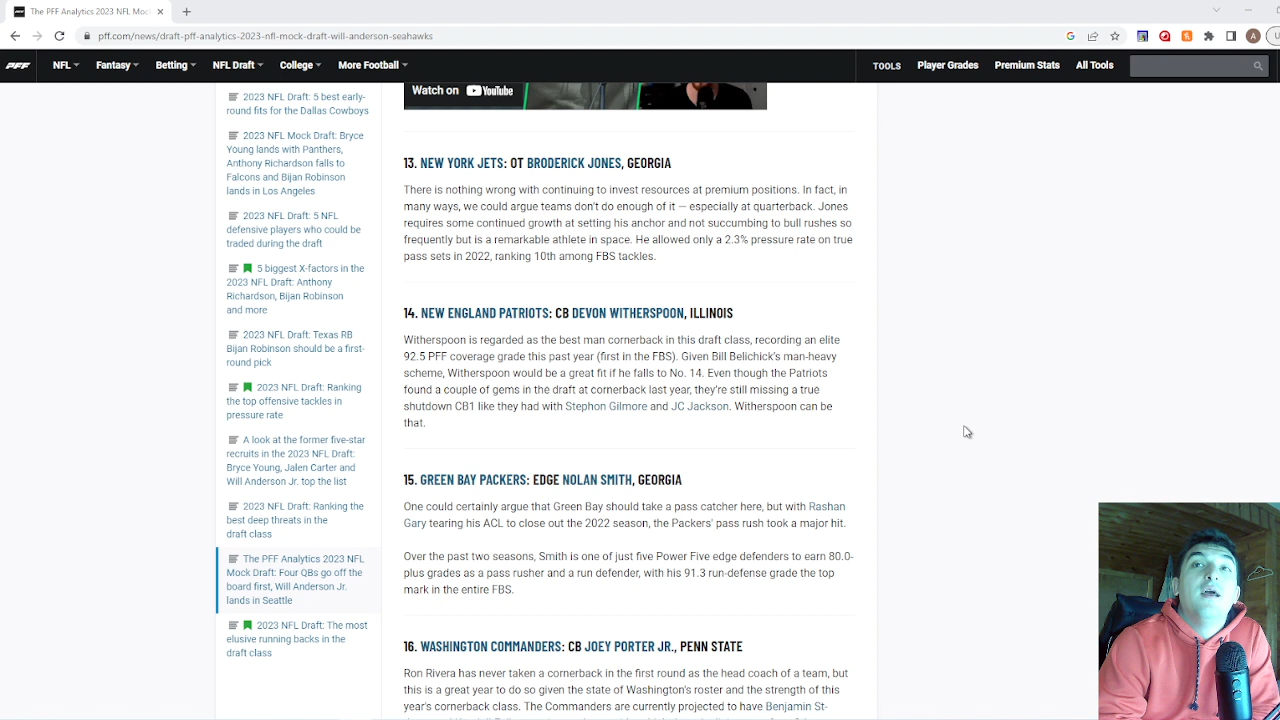 The PFF Analytics 2023 NFL Moc
pff.com/news/draft-pff-analytics-2023-nfl-mock-draft-will-anderson-seahawks
PFF NFL Fantasy Betting NFL Draft College More Football TOOLS Player Grades Premium Stats All Tools
2023 NFL Draft: 5 best early-
round fits for the Dallas Cowboys
2023 NFL Mock Draft: Bryce
Young lands with Panthers,
Anthony Richardson falls to
Falcons and Bijan Robinson
lands in Los Angeles
2023 NFL Draft: 5 NFL
defensive players who could be
traded during the draft
5 biggest X-factors in the
2023 NFL Draft: Anthony
Richardson, Bijan Robinson
and more
2023 NFL Draft: Texas RB
Bijan Robinson should be a first-
round pick
2023 NFL Draft: Ranking
the top offensive tackles in
pressure rate
A look at the former five-star
recruits in the 2023 NFL Draft:
Bryce Young, Jalen Carter and
Will Anderson Jr. top the list
2023 NFL Draft: Ranking the
best deep threats in the
draft class
The PFF Analytics 2023 NFL
Mock Draft: Four QBs go off the
board first, Will Anderson Jr.
lands in Seattle
2023 NFL Draft: The most
elusive running backs in the
draft class
Watch on YouTube
13. NEW YORK JETS: OT BRODERICK JONES, GEORGIA
There is nothing wrong with continuing to invest resources at premium positions. In fact, in
many ways, we could argue teams don't do enough of it — especially at quarterback. Jones
requires some continued growth at setting his anchor and not succumbing to bull rushes so
frequently but is a remarkable athlete in space. He allowed only a 2.3% pressure rate on true
pass sets in 2022, ranking 10th among FBS tackles.
14. NEW ENGLAND PATRIOTS: CB DEVON WITHERSPOON, ILLINOIS
Witherspoon is regarded as the best man cornerback in this draft class, recording an elite
92.5 PFF coverage grade this past year (first in the FBS). Given Bill Belichick's man-heavy
scheme, Witherspoon would be a great fit if he falls to No. 14. Even though the Patriots
found a couple of gems in the draft at cornerback last year, they're still missing a true
shutdown CB1 like they had with Stephon Gilmore and JC Jackson. Witherspoon can be
that.
15. GREEN BAY PACKERS: EDGE NOLAN SMITH, GEORGIA
One could certainly argue that Green Bay should take a pass catcher here, but with Rashan
Gary tearing his ACL to close out the 2022 season, the Packers' pass rush took a major hit.
Over the past two seasons, Smith is one of just five Power Five edge defenders to earn 80.0-
plus grades as a pass rusher and a run defender, with his 91.3 run-defense grade the top
mark in the entire FBS.
16. WASHINGTON COMMANDERS: CB JOEY PORTER JR., PENN STATE
Ron Rivera has never taken a cornerback in the first round as the head coach of a team, but
this is a great year to do so given the state of Washington's roster and the strength of this
year's cornerback class. The Commanders are currently projected to have Benjamin St-